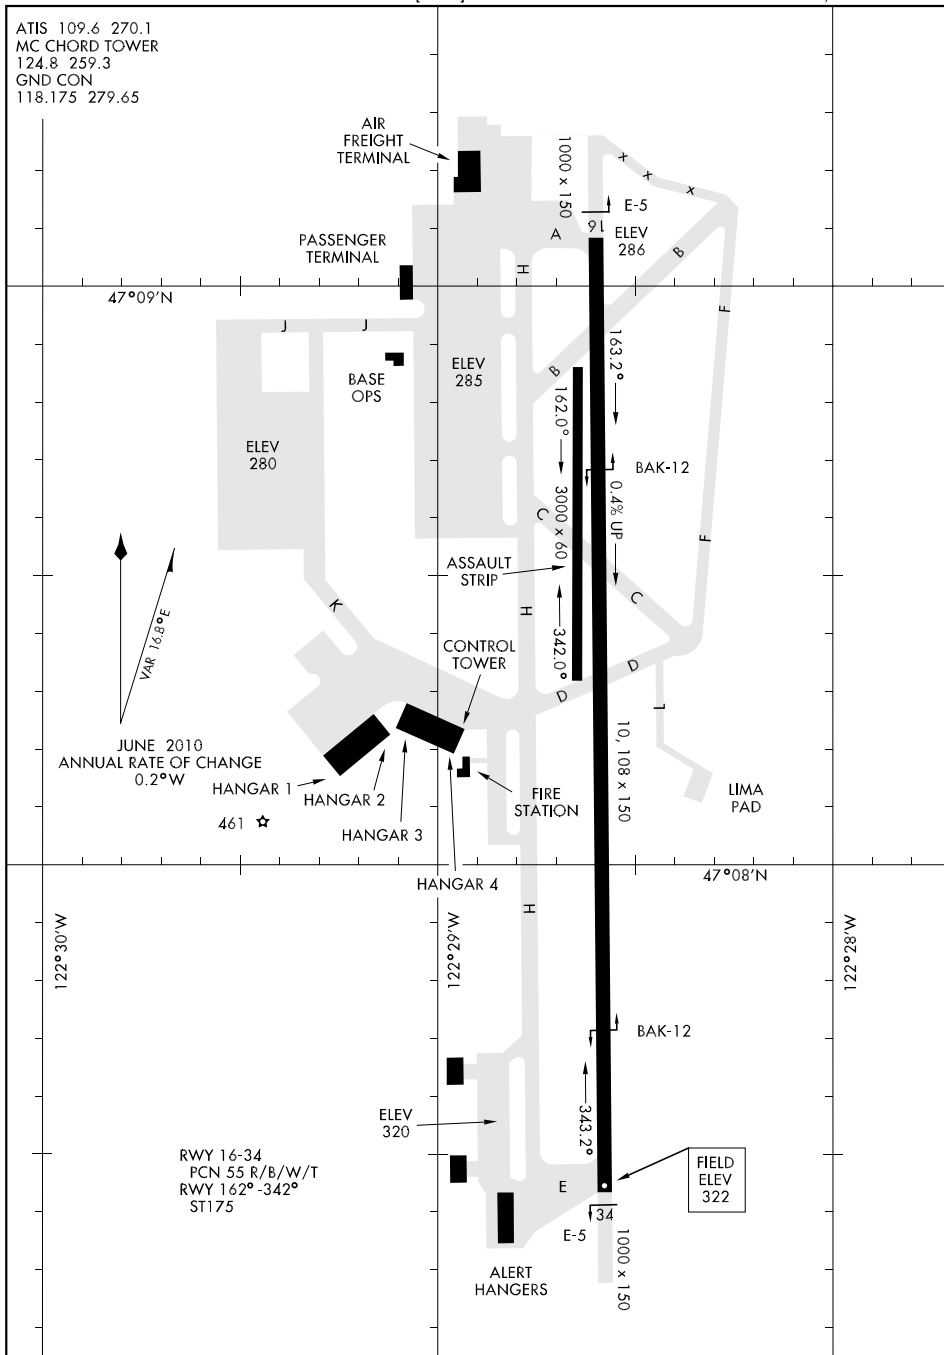 ATIS 109.6 270.1
MC CHORD TOWER
124.8 259.3
GND CON
118.175 279.65
AIR
FREIGHT
TERMINAL
1000 x 150
x
x
x
E-5
16
ELEV
286
A
B
H
PASSENGER
TERMINAL
47°09'N
J
J
F
163.2°
BASE
OPS
ELEV
285
B
162.0°
ELEV
280
BAK-12
0.4% UP
3000 x 60
C
F
ASSAULT
STRIP
C
VAR 16.8°E
K
H
342.0°
CONTROL
TOWER
D
D
L
JUNE 2010
ANNUAL RATE OF CHANGE
0.2°W
10, 108 x 150
HANGAR 1
HANGAR 2
FIRE
STATION
LIMA
PAD
461
HANGAR 3
HANGAR 4
47°08'N
H
122°30'W
122°29'W
122°28'W
BAK-12
ELEV
320
343.2°
RWY 16-34
PCN 55 R/B/W/T
RWY 162°-342°
ST175
FIELD
ELEV
322
E
34
E-5
1000 x 150
ALERT
HANGERS